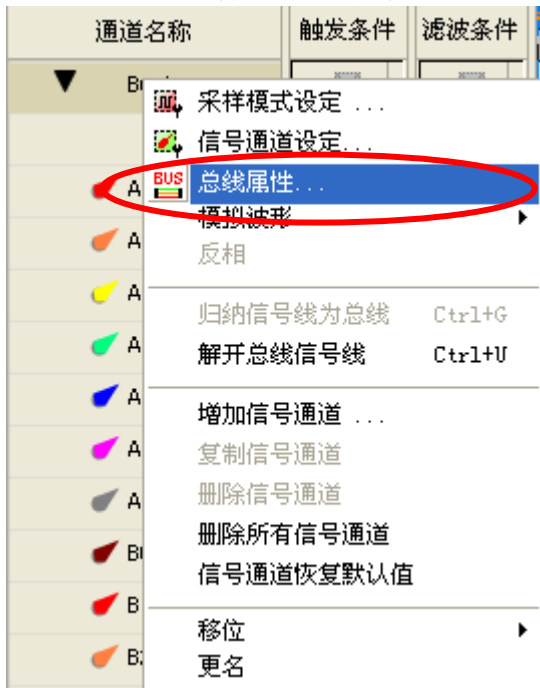 通道名称 触发条件 滤波条件
采样模式设定 ...
信号通道设定...
A BUS 总线属性...
模拟波形
A 反相
A
归纳信号线为总线 Ctrl+G
A 解开总线信号线 Ctrl+U
A
增加信号通道 ...
A 复制信号通道
A 删除信号通道
删除所有信号通道
信号通道恢复默认值
B
移位
更名